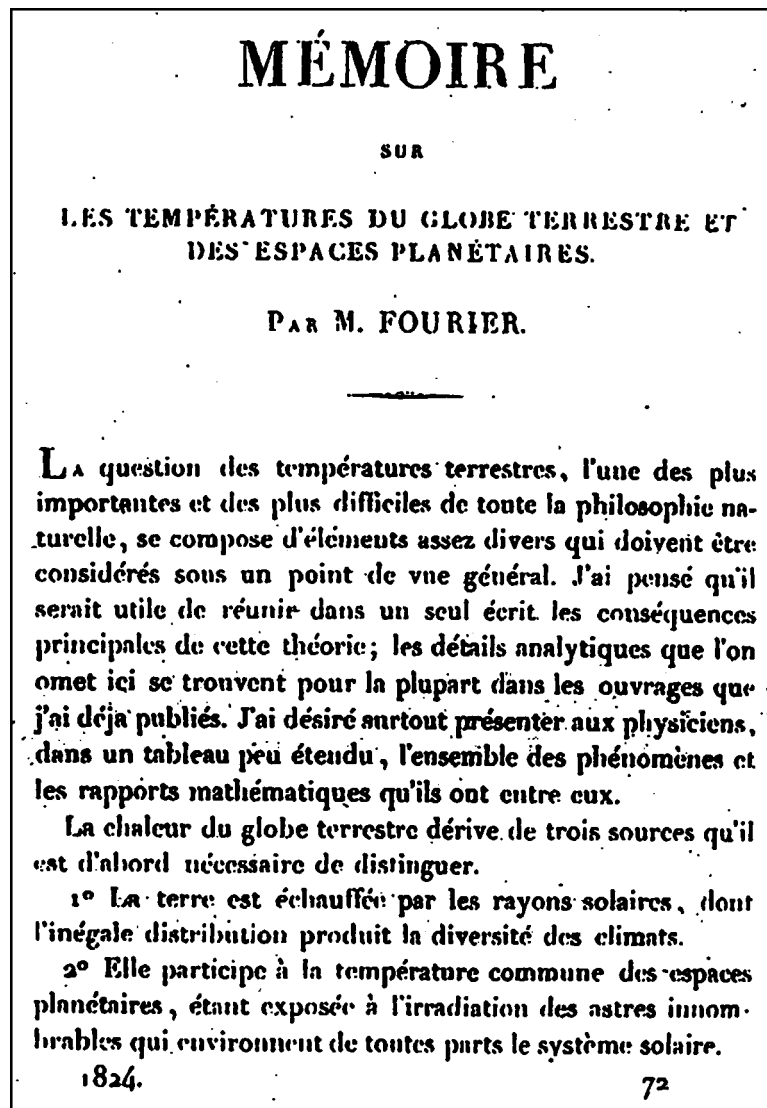 MÉMOIRE
SUR
LES TEMPÉRATURES DU GLOBE TERRESTRE ET
DES ESPACES PLANÉTAIRES.
PAR M. FOURIER.
LA question des températures terrestres, l'une des plus
importantes et des plus difficiles de toute la philosophie na-
turelle, se compose d'éléments assez divers qui doivent être
considérés sous un point de vue général. J'ai pensé qu'il
serait utile de réunir dans un seul écrit les conséquences
principales de cette théorie; les détails analytiques que l'on
omet ici se trouvent pour la plupart dans les ouvrages que
j'ai déja publiés. J'ai désiré surtout présenter aux physiciens,
dans un tableau peu étendu, l'ensemble des phénomènes et
les rapports mathématiques qu'ils ont entre eux.
La chaleur du globe terrestre dérive de trois sources qu'il
est d'abord nécessaire de distinguer.
1° La terre est échauffée par les rayons solaires, dont
l'inégale distribution produit la diversité des climats.
2° Elle participe à la température commune des espaces
planétaires, étant exposée à l'irradiation des astres innom-
brables qui environnent de toutes parts le système solaire.
1824. 72